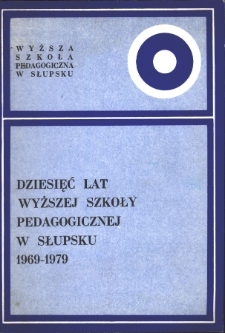 WYŻSZA
SZKOŁA
PEDAGOGICZNA
W SŁUPSKU
DZIESIĘĆ LAT
WYŻSZEJ SZKOŁY
PEDAGOGICZNEJ
W SŁUPSKU
1969-1979